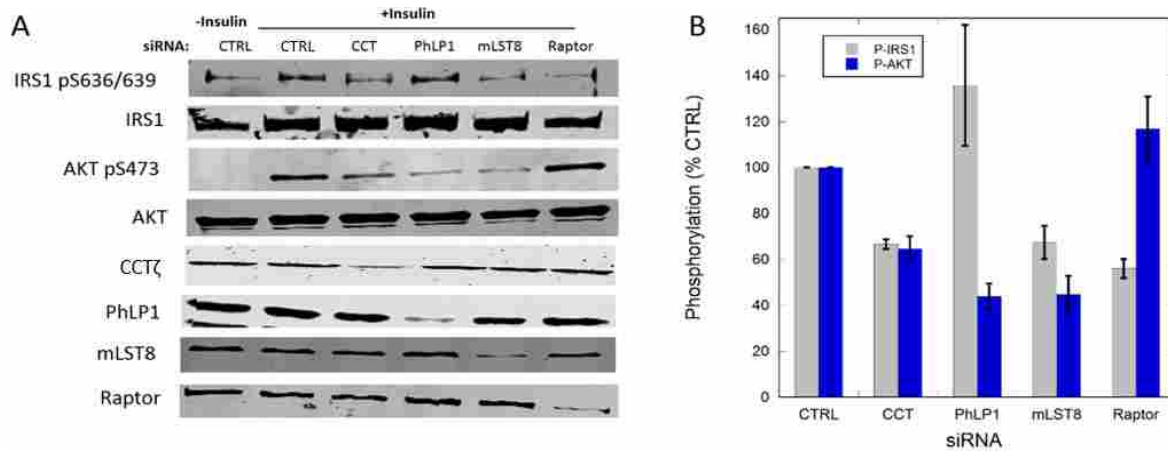 A
-Insulin
+Insulin
siRNA: CTRL CTRL CCT PhLP1 mLST8 Raptor
IRS1 pS636/639
IRS1
AKT pS473
AKT
CCTζ
PhLP1
mLST8
Raptor
B
Phosphorylation (% CTRL)
160
140
120
100
80
60
40
20
0
P-IRS1
P-AKT
CTRL CCT PhLP1 mLST8 Raptor
siRNA